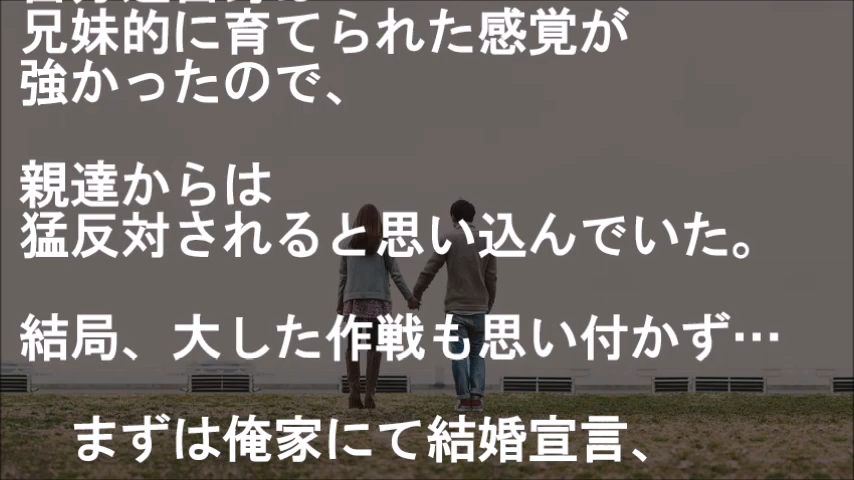 兄妹的に育てられた感覚が
強かったので、
親達からは
猛反対されると思い込んでいた。
結局、大した作戦も思い付かず…
まずは俺家にて結婚宣言、